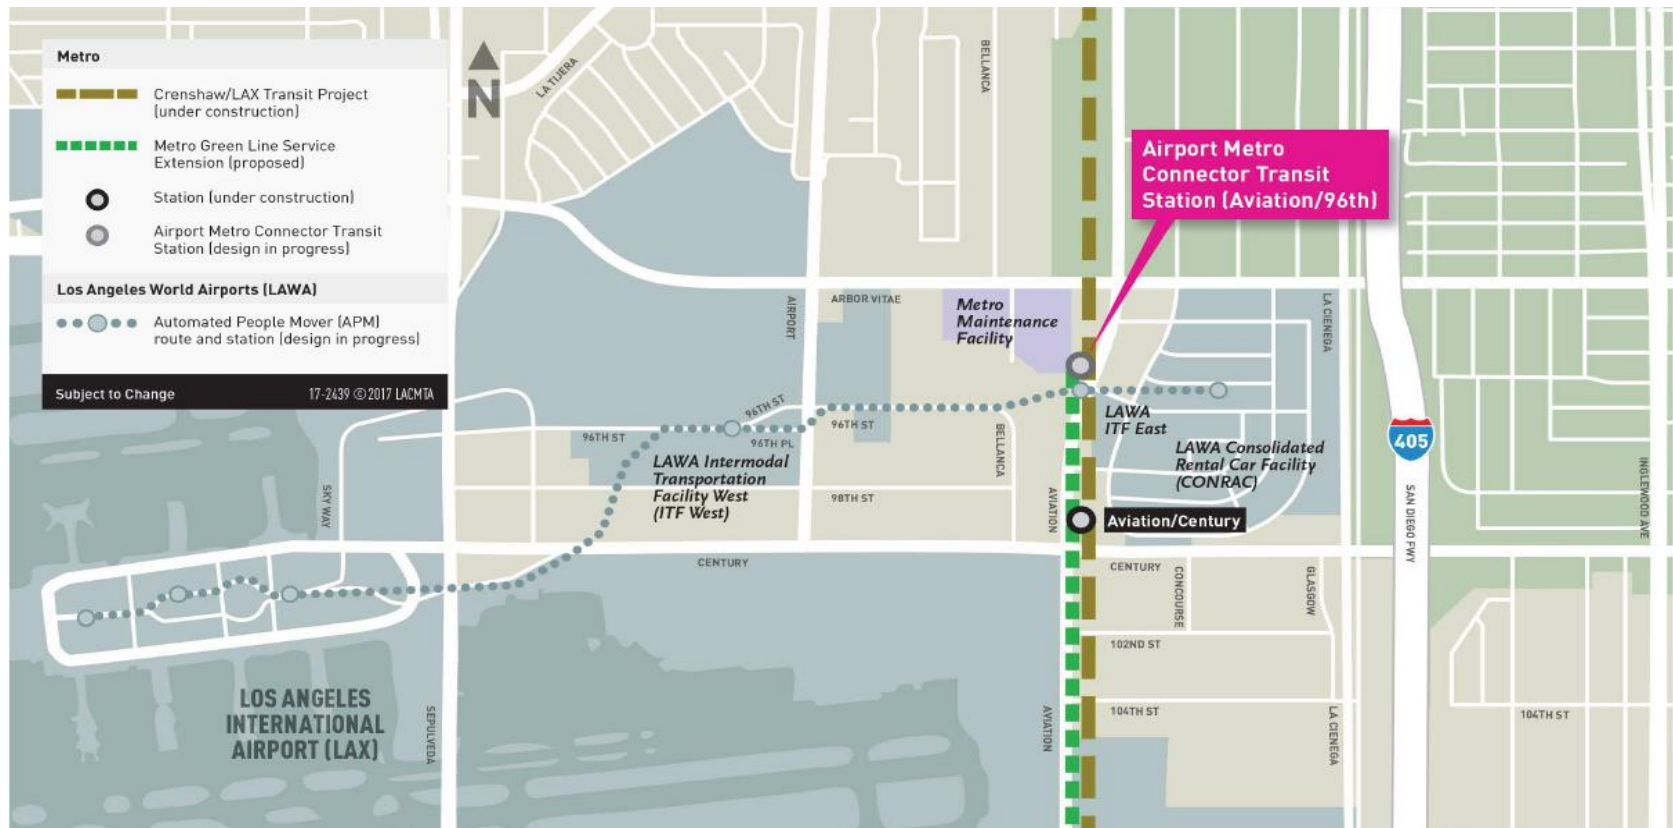 Metro
Crenshaw/LAX Transit Project
(under construction)
Metro Green Line Service
Extension (proposed)
Station (under construction)
Airport Metro Connector Transit
Station (design in progress)
Los Angeles World Airports (LAWA)
Automated People Mover (APM)
route and station (design in progress)
Subject to Change
17-2439 ©2017 LACMTA
N
LA TIJERA
BELLANCA
Airport Metro
Connector Transit
Station (Aviation/96th)
AIRPORT
ARBOR VITAE
Metro
Maintenance
Facility
LA CIENEGA
96TH ST
96TH ST
96TH PL
96TH ST
BELLANCA
LAWA
ITF East
LAWA Intermodal
Transportation
Facility West
(ITF West)
LAWA Consolidated
Rental Car Facility
(CONRAC)
405
SKY WAY
98TH ST
AVIATION
Aviation/Century
SAN DIEGO FWY
INGLEWOOD AVE
CENTURY
CENTURY
CONCOURSE
GLASGOW
102ND ST
LOS ANGELES
INTERNATIONAL
AIRPORT (LAX)
SEPULVEDA
AVIATION
104TH ST
LA CIENEGA
104TH ST